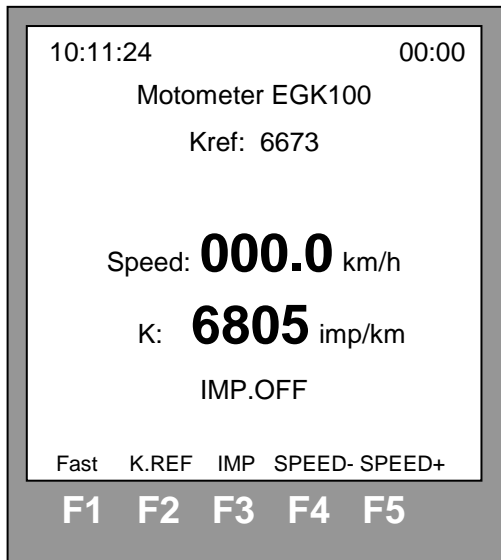 10:11:24 00:00
Motometer EGK100
Kref: 6673
Speed: 000.0 km/h
K: 6805 imp/km
IMP.OFF
Fast K.REF IMP SPEED- SPEED+
F1 F2 F3 F4 F5